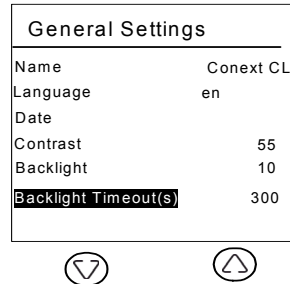 General Settings
Name Conext CL
Language en
Date
Contrast 55
Backlight 10
Backlight Timeout(s) 300